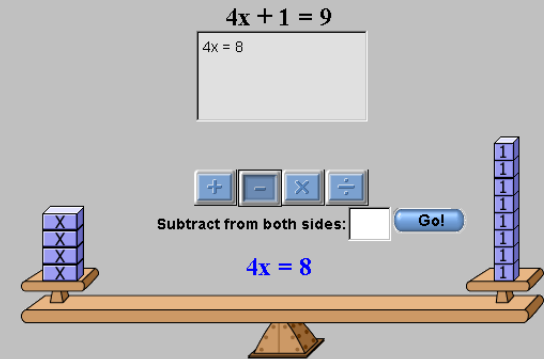 4x + 1 = 9
4x = 8
+ - × ÷
Subtract from both sides: Go!
4x = 8
X
X
X
X
1
1
1
1
1
1
1
1